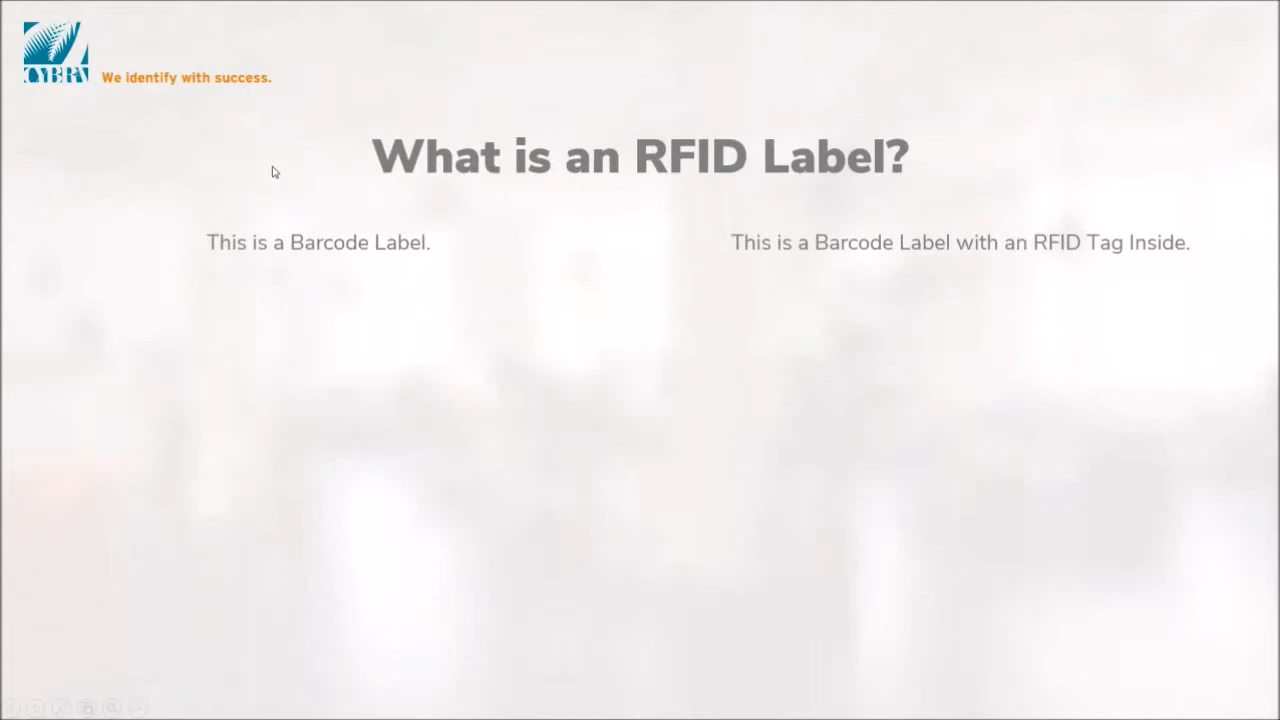 CYBRA
We identify with success.
What is an RFID Label?
This is a Barcode Label.
This is a Barcode Label with an RFID Tag Inside.